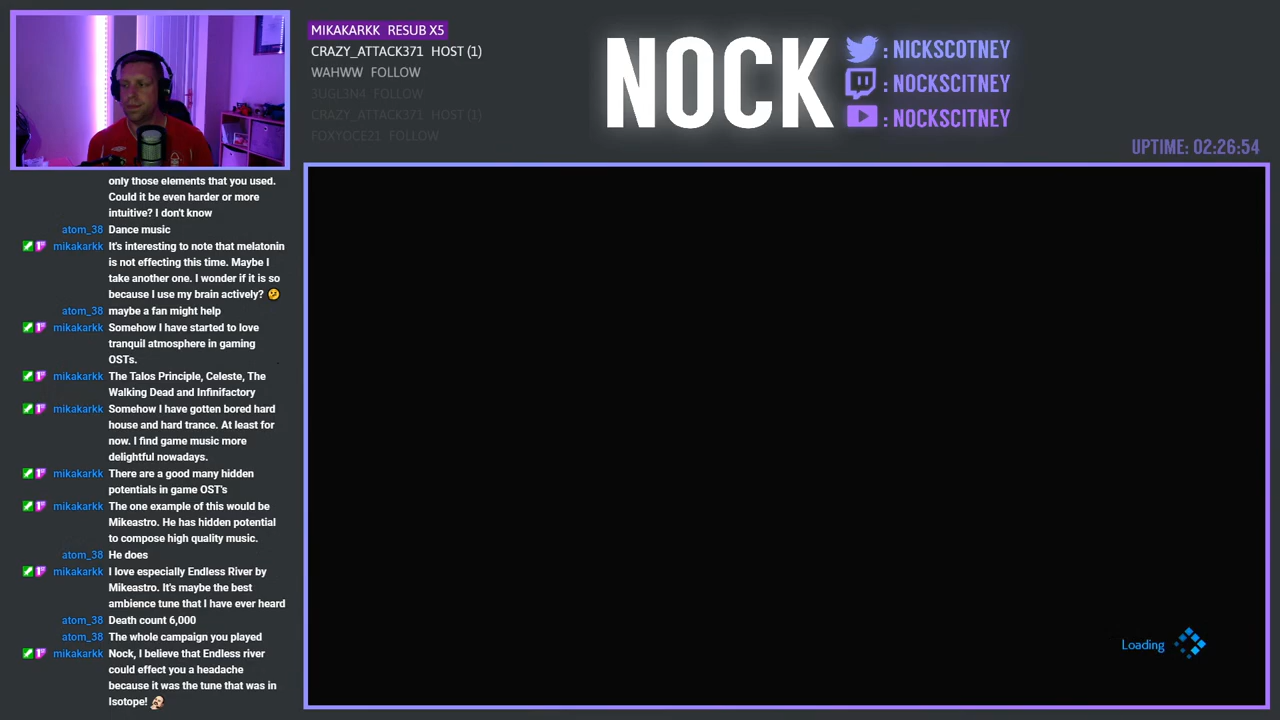 MIKAKARKK RESUB X5
CRAZY_ATTACK371 HOST (1)
WAHWW FOLLOW
3UGL3N4 FOLLOW
CRAZY_ATTACK371 HOST (1)
FOXYOCE21 FOLLOW
NOCK
: NICKSCOTNEY
: NOCKSCITNEY
: NOCKSCITNEY
UPTIME: 02:26:54
only those elements that you used.
Could it be even harder or more
intuitive? I don't know
atom_38 Dance music
mikakarkk It's interesting to note that melatonin
is not effecting this time. Maybe I
take another one. I wonder if it is so
because I use my brain actively? 🤔
atom_38 maybe a fan might help
mikakarkk Somehow I have started to love
tranquil atmosphere in gaming
OSTs.
mikakarkk The Talos Principle, Celeste, The
Walking Dead and Infinifactory
mikakarkk Somehow I have gotten bored hard
house and hard trance. At least for
now. I find game music more
delightful nowadays.
mikakarkk There are a good many hidden
potentials in game OST's
mikakarkk The one example of this would be
Mikeastro. He has hidden potential
to compose high quality music.
atom_38 He does
mikakarkk I love especially Endless River by
Mikeastro. It's maybe the best
ambience tune that I have ever heard
atom_38 Death count 6,000
atom_38 The whole campaign you played
mikakarkk Nock, I believe that Endless river
could effect you a headache
because it was the tune that was in
Isotope!
Loading